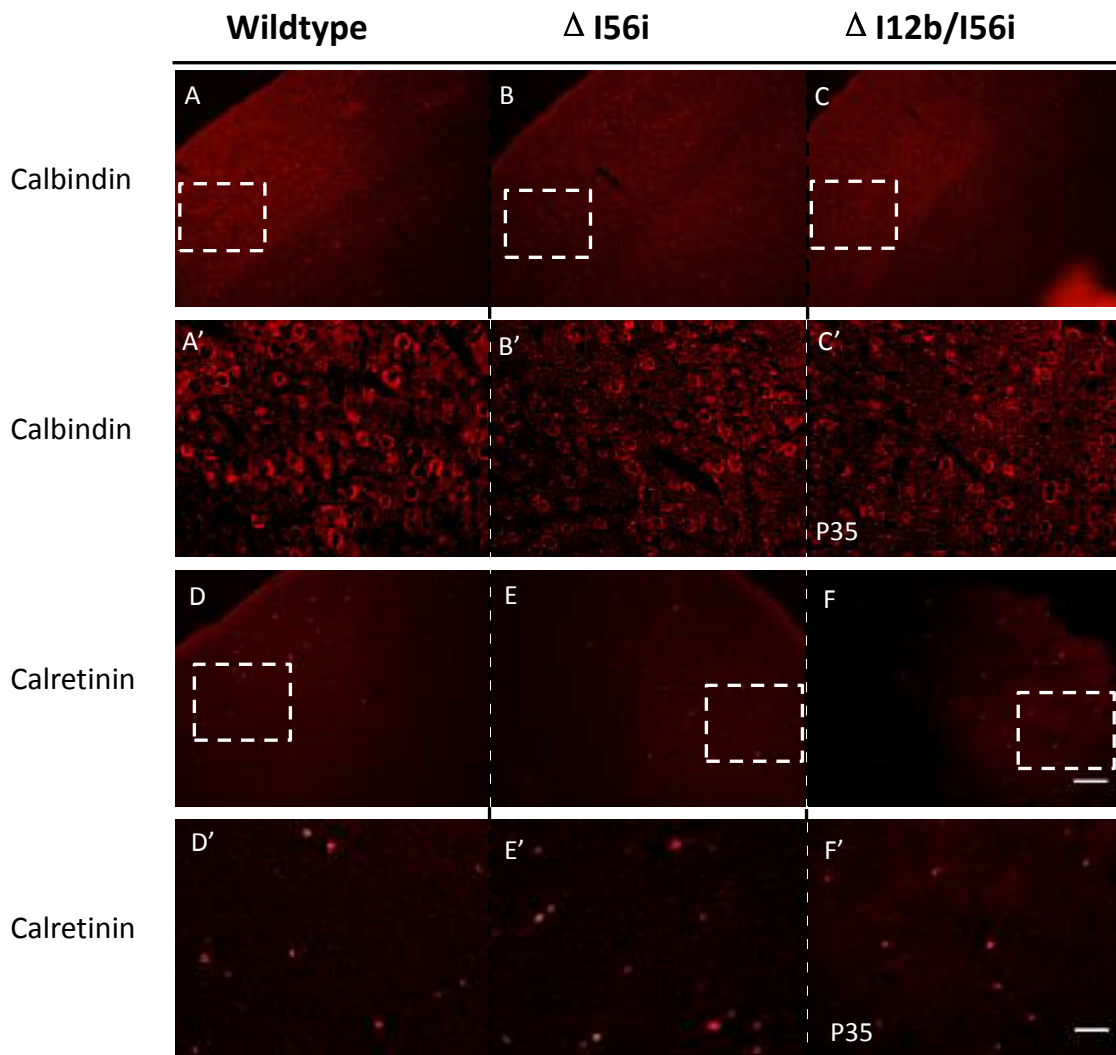 Wildtype Δ I56i Δ I12b/I56i
Calbindin A B C
Calbindin A’ B’ C’
P35
Calretinin D E F
Calretinin D’ E’ F’
P35